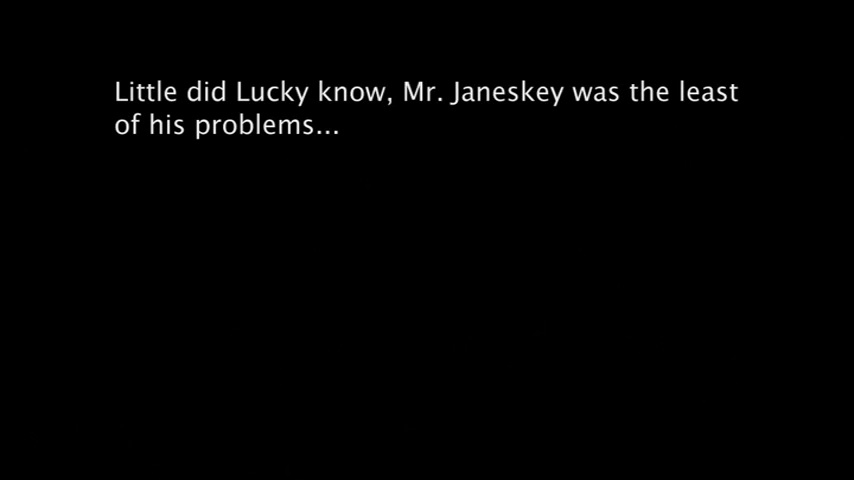 Little did Lucky know, Mr. Janeskey was the least
of his problems...